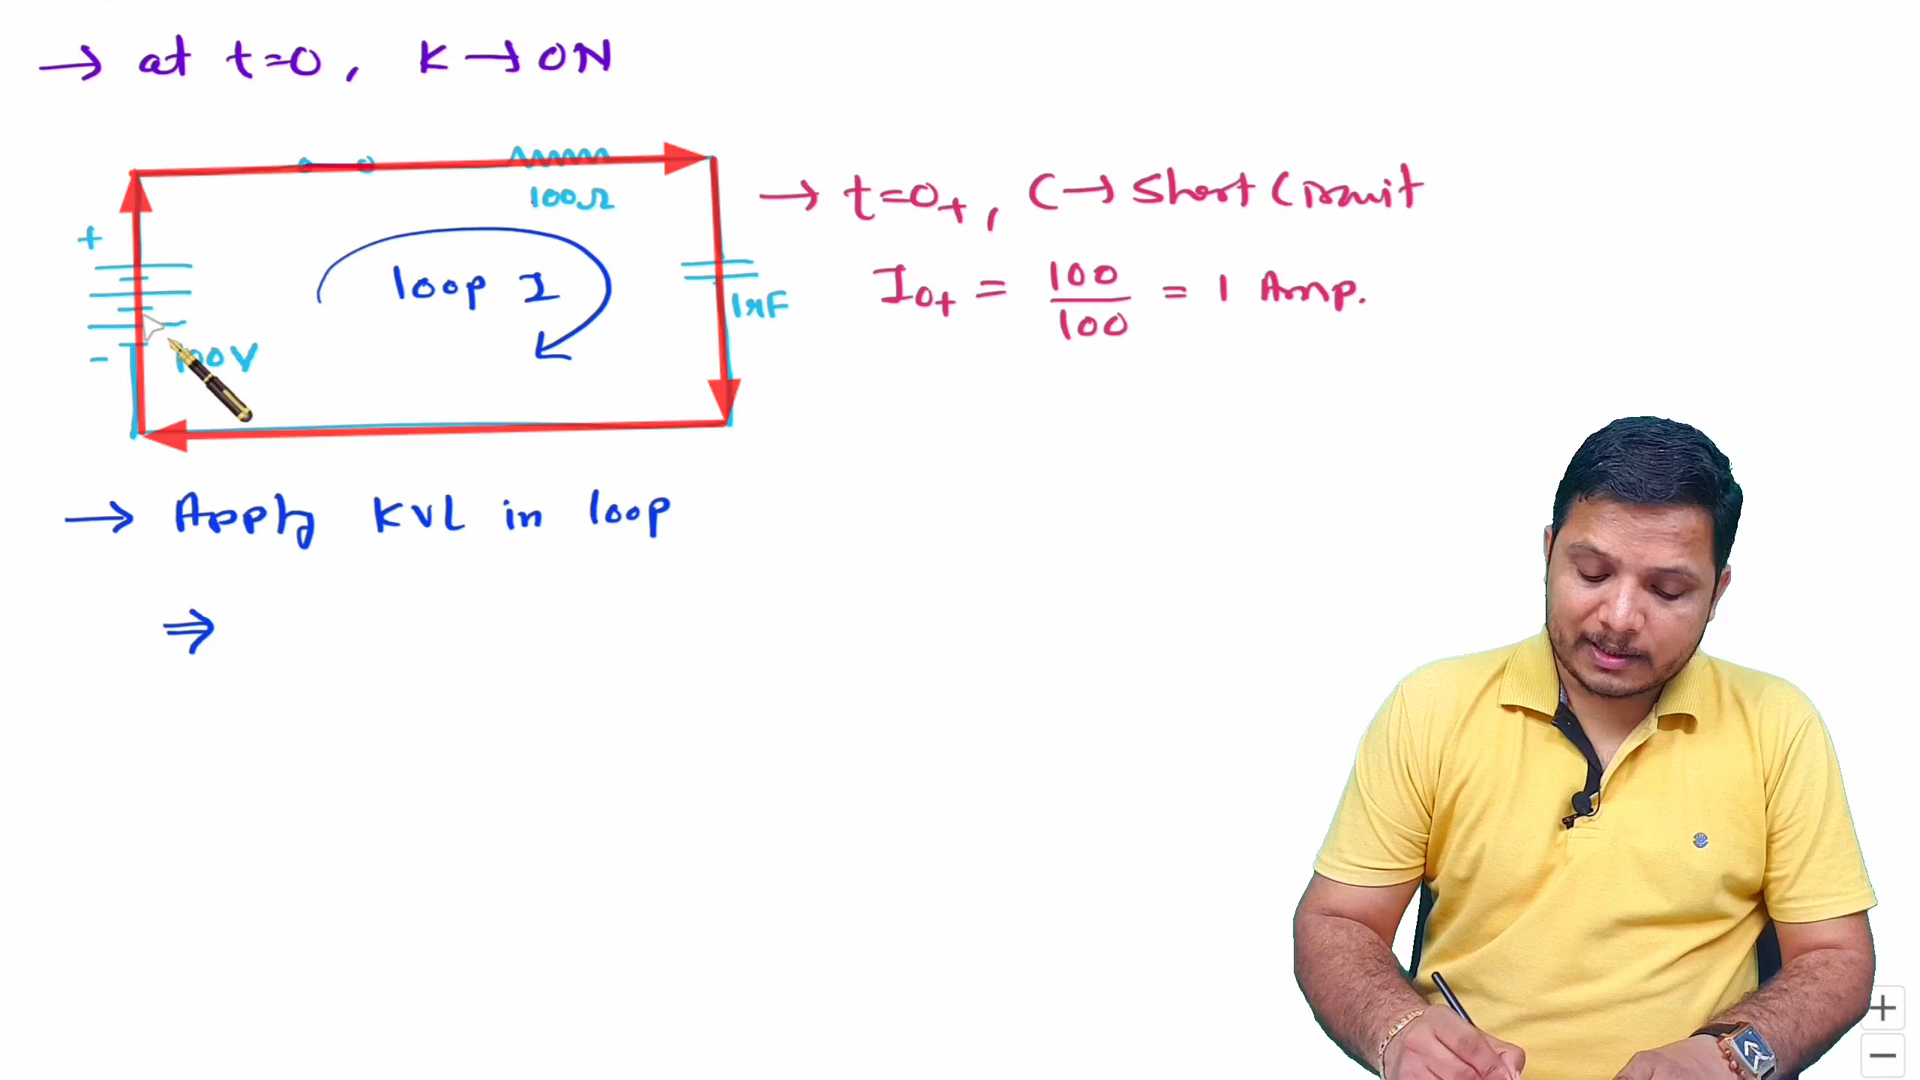 → at t=0, K → ON
100Ω
+
loop I
1μF
- 100V
→ t=0+, C → Short Circuit
I0+ = 100/100 = 1 Amp.
→ Apply KVL in loop
⇒